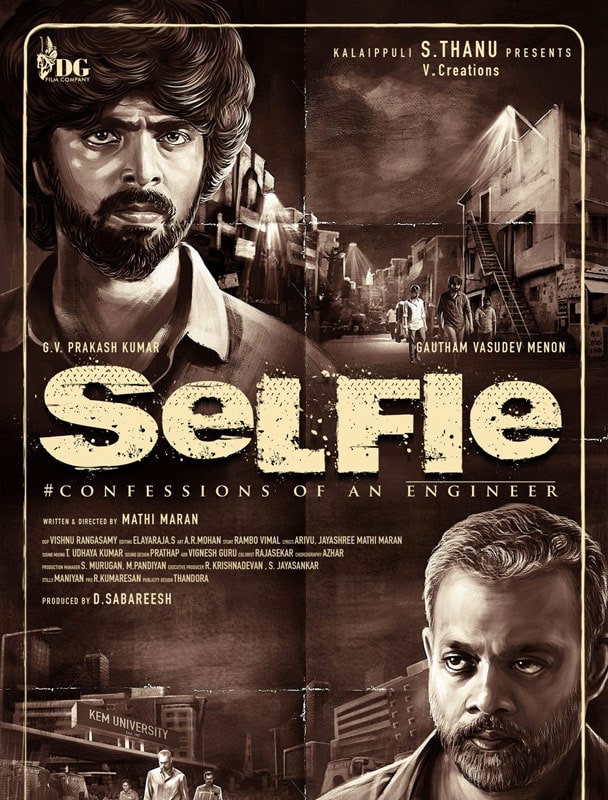 DG
FILM COMPANY
KALAIPPULI S.THANU PRESENTS
V.Creations
G.V. PRAKASH KUMAR
GAUTHAM VASUDEV MENON
SELFIE
#CONFESSIONS OF AN ENGINEER
WRITTEN & DIRECTED BY MATHI MARAN
DOP VISHNU RANGASAMY EDITING ELAYARAJA.S ART A.R.MOHAN STUNT RAMBO VIMAL LYRICS ARIVU, JAYASHREE MATHI MARAN
SOUND MIXING T. UDHAYA KUMAR SOUND DESIGN PRATHAP ADR VIGNESH GURU COLORIST RAJASEKAR CHOREOGRAPHY AZHAR
PRODUCTION MANAGER S. MURUGAN, M.PANDIYAN EXECUTIVE PRODUCER R. KRISHNADEVAN , S. JAYASANKAR
STILLS MANIYAN PRO R.KUMARESAN PUBLICITY DESIGN THANDORA
PRODUCED BY D.SABAREESH
KEM UNIVERSITY